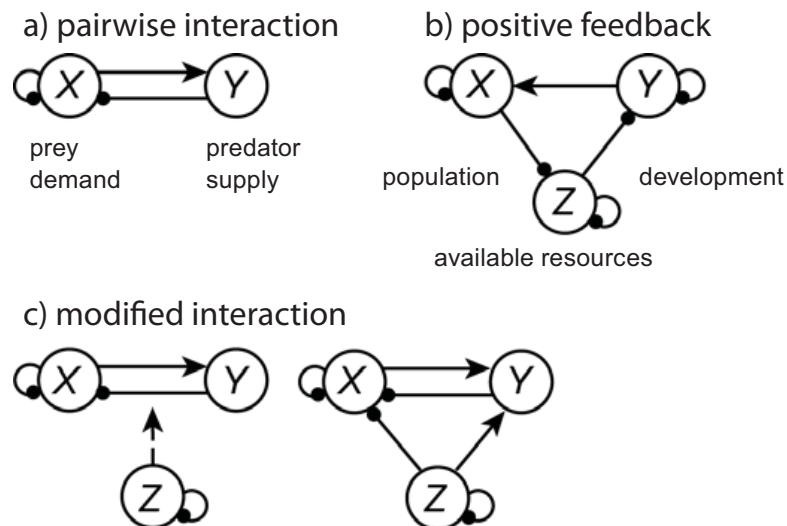 a) pairwise interaction
X Y
prey predator
demand supply
b) positive feedback
X Y
population development
Z
available resources
c) modified interaction
X Y
Z
X Y
Z